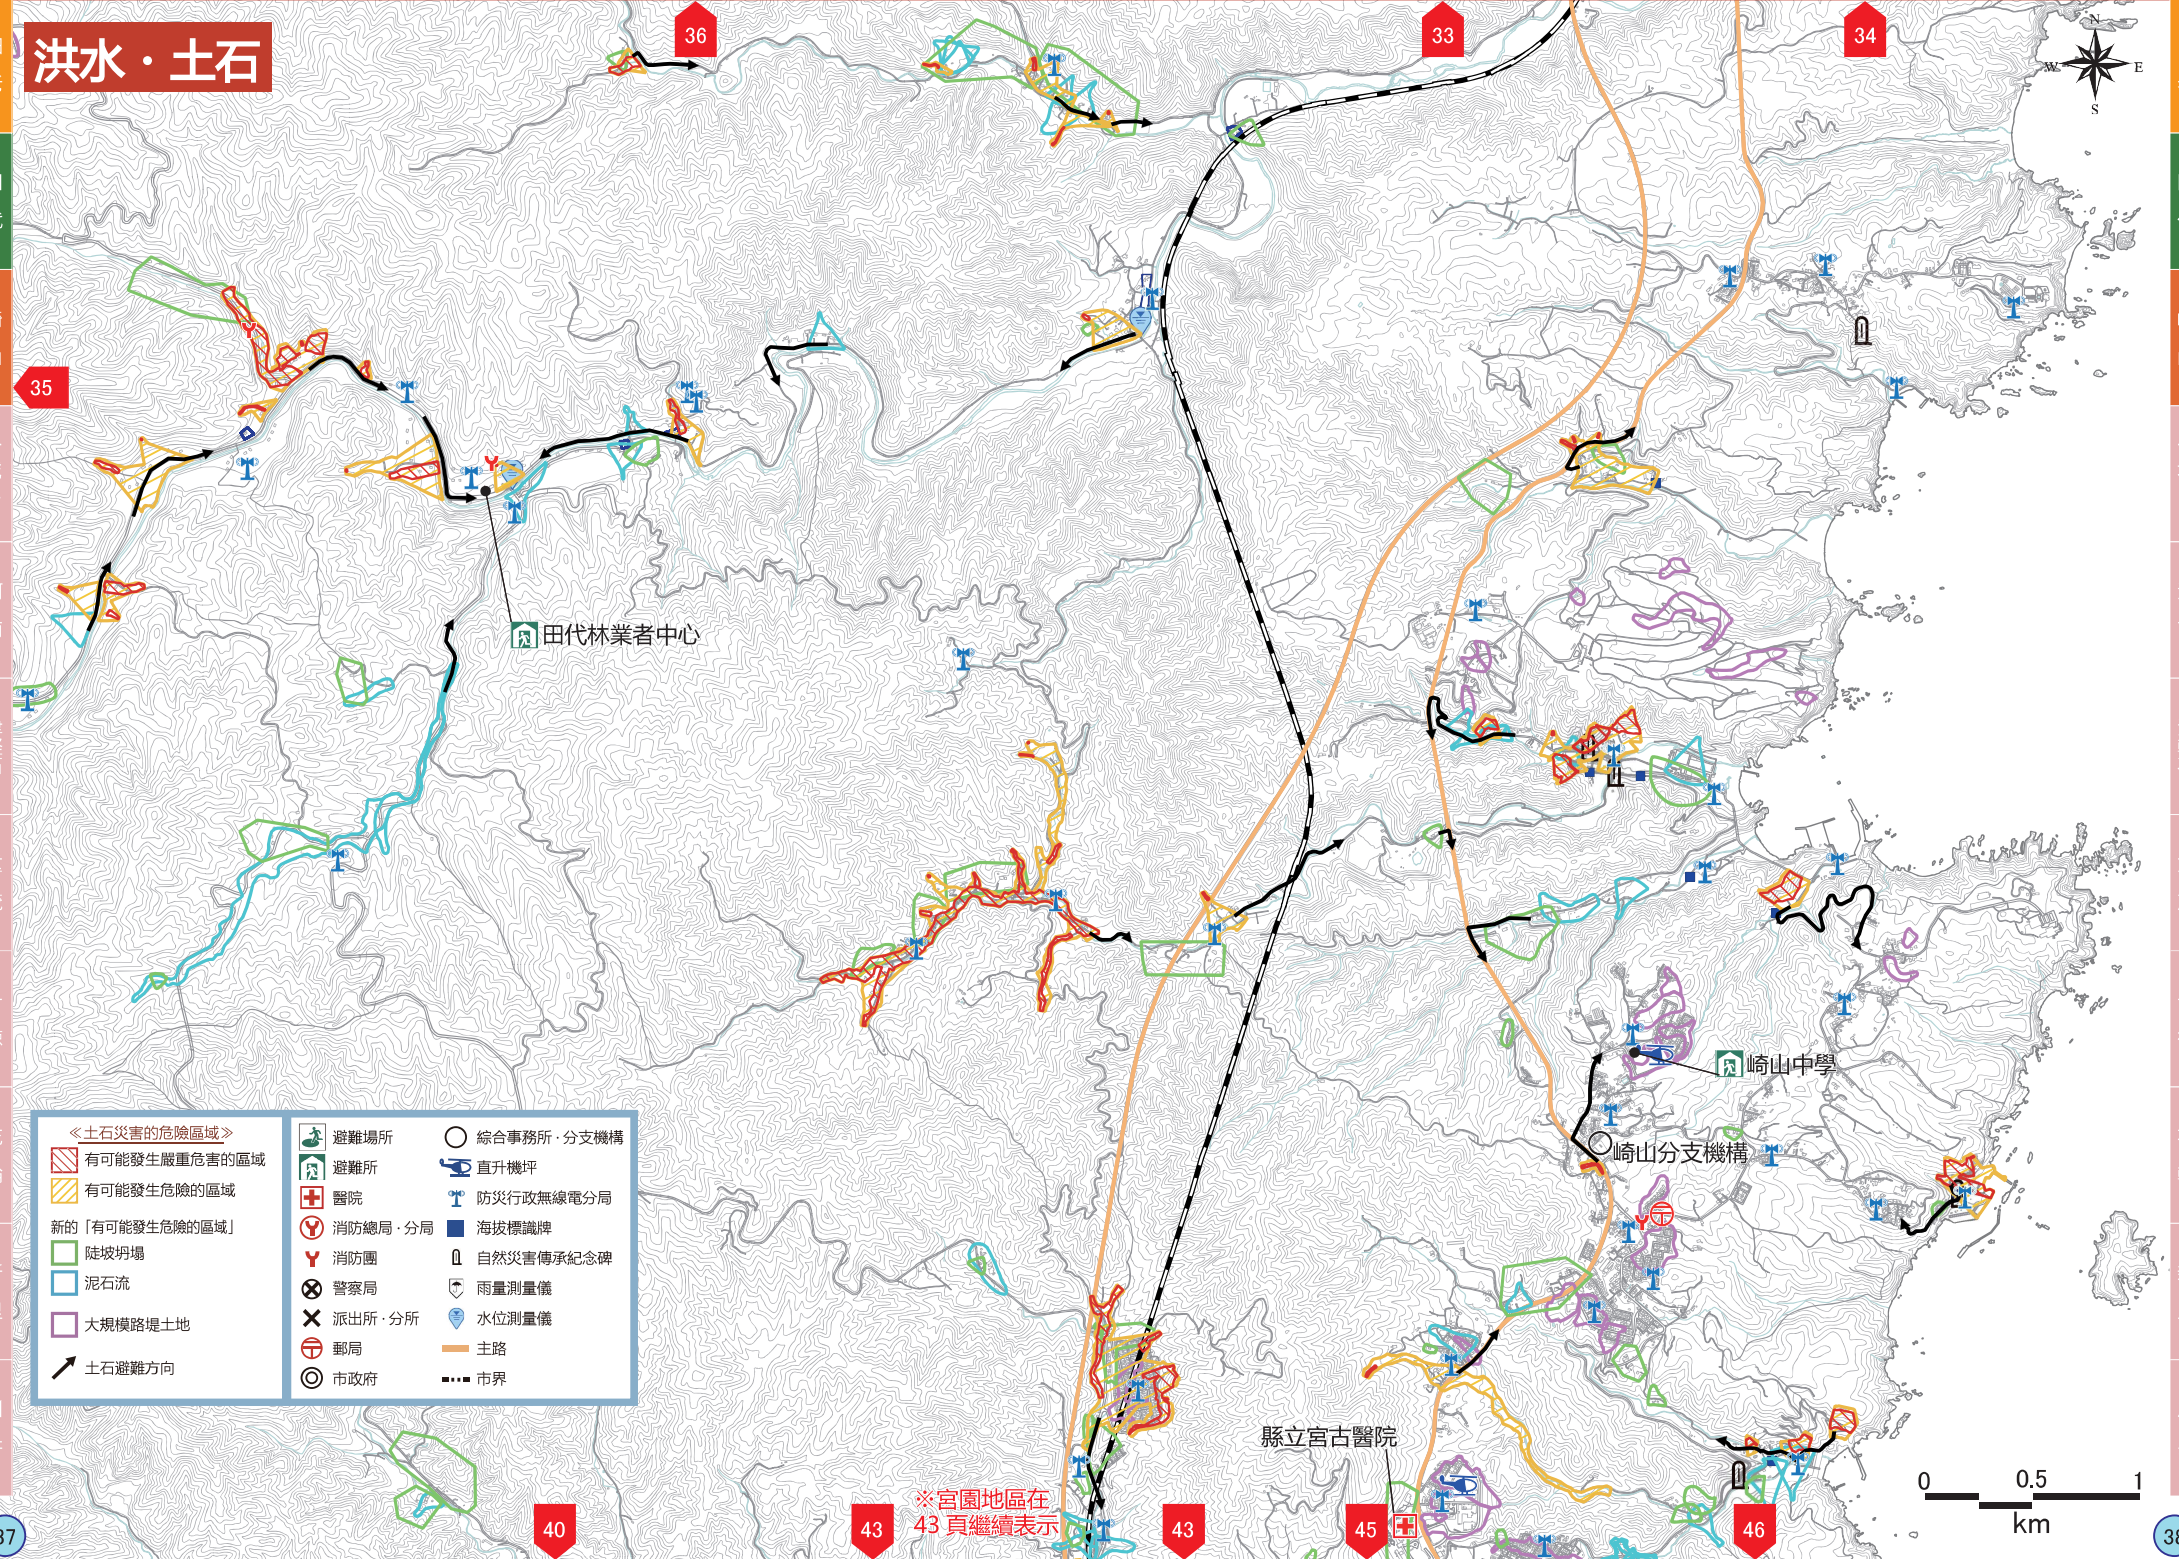 洪水・土石
36
33
34
N
W
E
S
35
田代林業者中心
崎山中學
崎山分支機構
縣立宮古醫院
※宮園地區在
43 頁繼續表示
≪土石災害的危險區域≫
有可能發生嚴重危害的區域
有可能發生危險的區域
新的「有可能發生危險的區域」
陡坡坍塌
泥石流
大規模路堤土地
土石避難方向
避難場所
避難所
醫院
消防總局·分局
消防團
警察局
派出所·分所
郵局
市政府
綜合事務所·分支機構
直升機坪
防災行政無線電分局
海拔標識牌
自然災害傳承紀念碑
雨量測量儀
水位測量儀
主路
市界
0
0.5
1
km
37
40
43
43
45
46
38